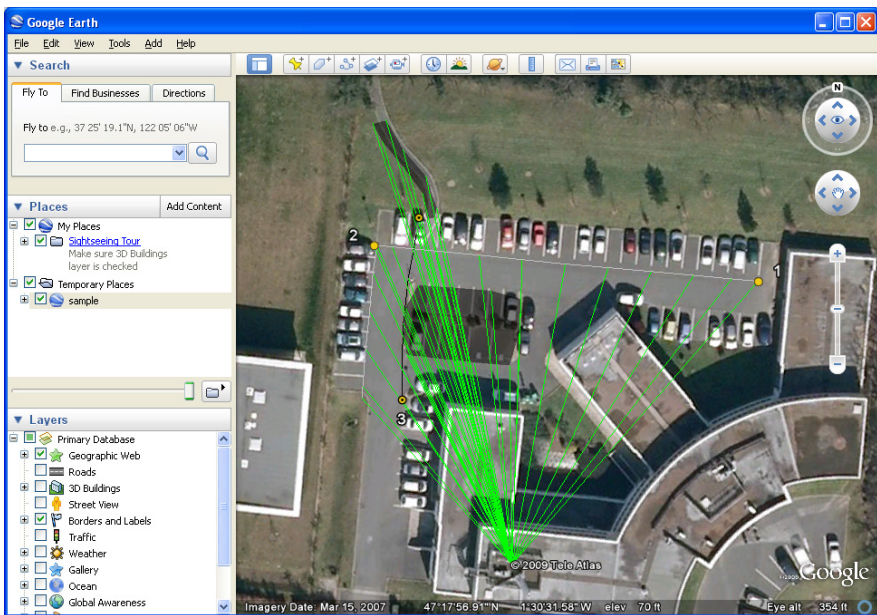 Google Earth
File Edit View Tools Add Help
Search
Fly To Find Businesses Directions
Fly to e.g., 37 25' 19.1"N, 122 05' 06"W
Places Add Content
My Places
Sightseeing Tour
Make sure 3D Buildings
layer is checked
Temporary Places
sample
Layers
Primary Database
Geographic Web
Roads
3D Buildings
Street View
Borders and Labels
Traffic
Weather
Gallery
Ocean
Global Awareness
N
2
1
3
© 2009 Tele Atlas
Google
Imagery Date: Mar 15, 2007 47°17'56.91" N 1°30'31.58" W elev 70 ft Eye alt 354 ft